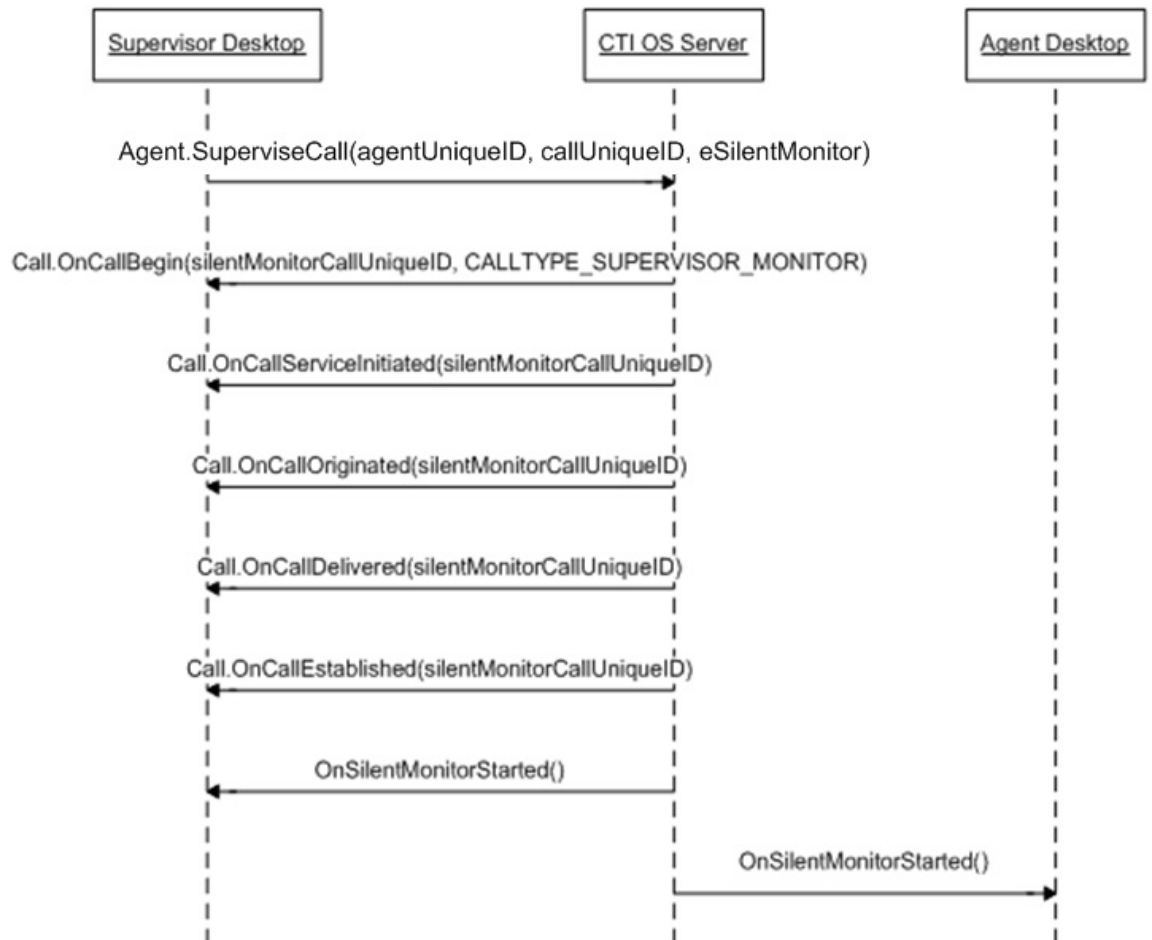 Supervisor Desktop
CTI OS Server
Agent Desktop
Agent.SuperviseCall(agentUniqueID, callUniqueID, eSilentMonitor)
Call.OnCallBegin(silentMonitorCallUniqueID, CALLTYPE_SUPERVISOR_MONITOR)
Call.OnCallServiceInitiated(silentMonitorCallUniqueID)
Call.OnCallOriginated(silentMonitorCallUniqueID)
Call.OnCallDelivered(silentMonitorCallUniqueID)
Call.OnCallEstablished(silentMonitorCallUniqueID)
OnSilentMonitorStarted()
OnSilentMonitorStarted()